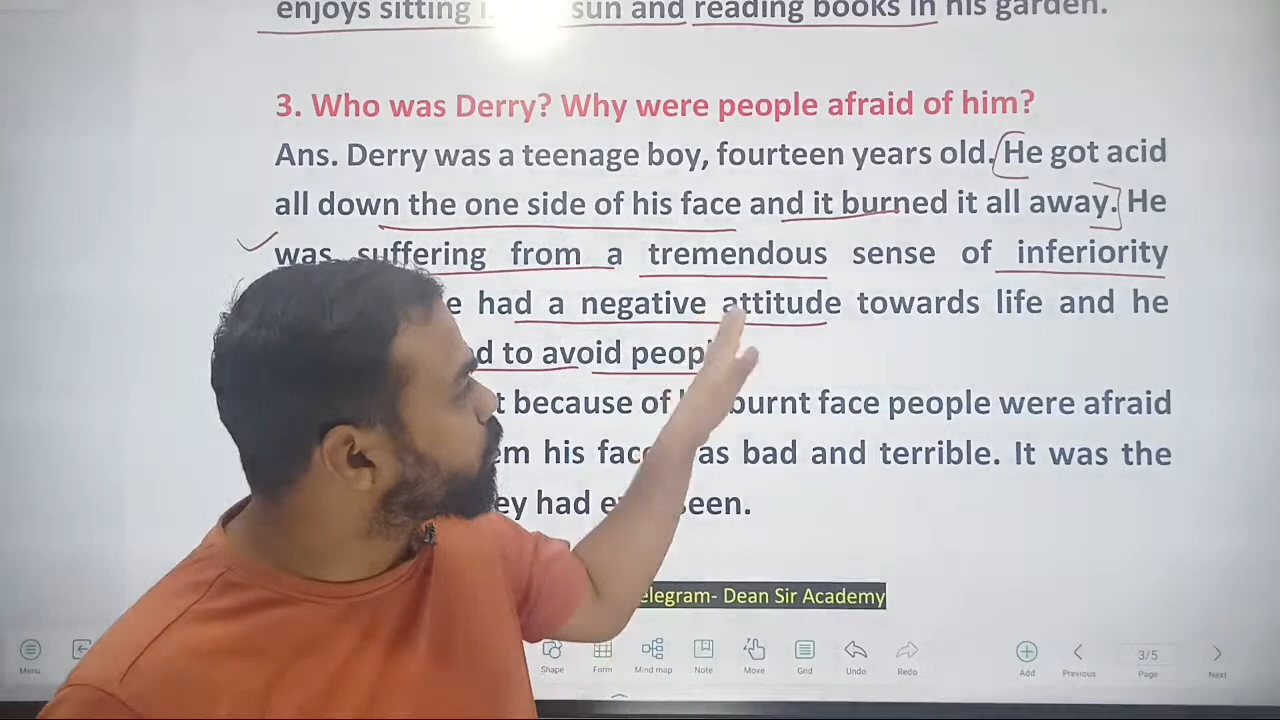 enjoys sitting sun and reading books in his garden.
3. Who was Derry? Why were people afraid of him?
Ans. Derry was a teenage boy, fourteen years old. He got acid
all down the one side of his face and it burned it all away. He
was suffering from a tremendous sense of inferiority
had a negative attitude towards life and he
to avoid
because of burnt face people were afraid
his bad and terrible. It was the
had seen.
Telegram- Dean Sir Academy
Menu Shape Form Mind map Note Move Grid Undo Redo Add Previous 3/5 Page Next